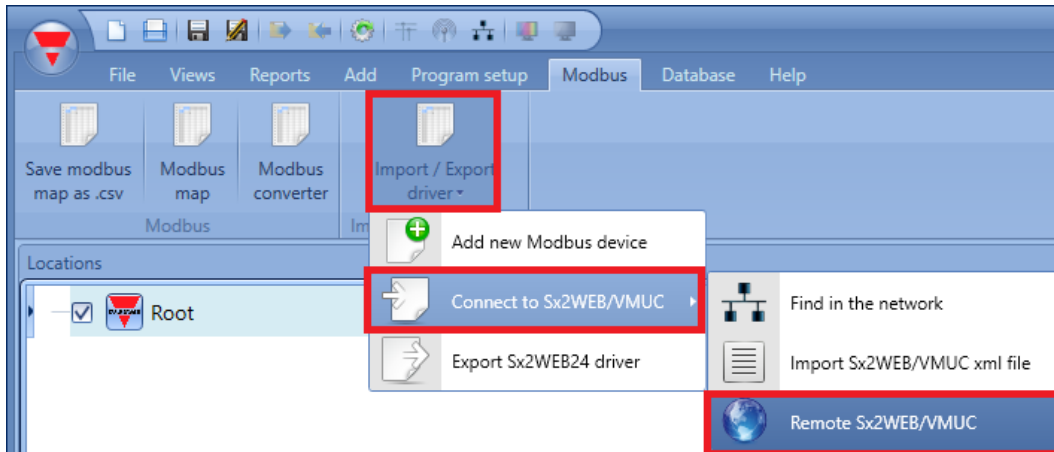 File Views Reports Add Program setup Modbus Database Help
Save modbus
map as .csv
Modbus
map
Modbus
converter
Import / Export
driver
Modbus
Im
Add new Modbus device
Locations
Root
Connect to Sx2WEB/VMUC
Find in the network
Export Sx2WEB24 driver
Import Sx2WEB/VMUC xml file
Remote Sx2WEB/VMUC